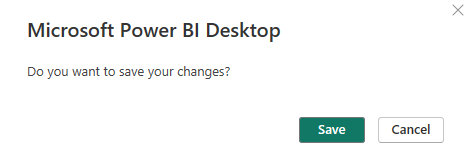 Microsoft Power BI Desktop
Do you want to save your changes?
Save Cancel